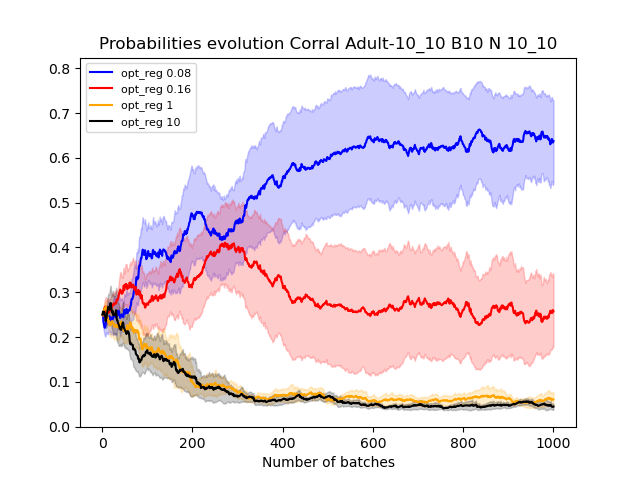 Probabilities evolution Corral Adult-10_10 B10 N 10_10
opt_reg 0.08
opt_reg 0.16
opt_reg 1
opt_reg 10
0.8
0.7
0.6
0.5
0.4
0.3
0.2
0.1
0.0
0 200 400 600 800 1000
Number of batches